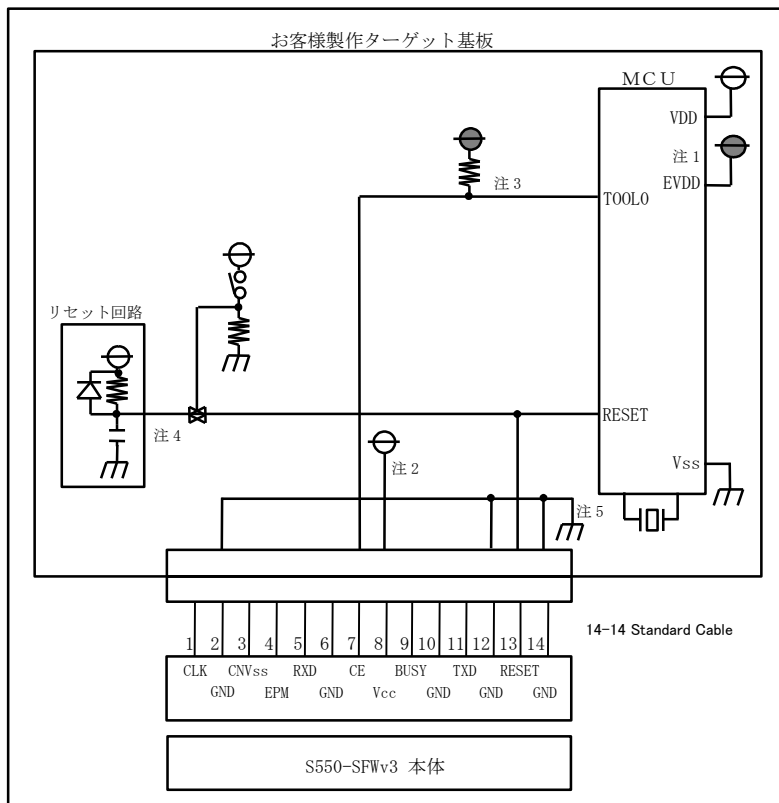 お客様製作ターゲット基板
MCU
VDD
注1
EVDD
注3
TOOL0
リセット回路
RESET
注4
注2
Vss
注5
14-14 Standard Cable
1 2 3 4 5 6 7 8 9 10 11 12 13 14
CLK CNVss RXD CE BUSY TXD RESET
GND EPM GND Vcc GND GND GND
S550-SFWv3 本体